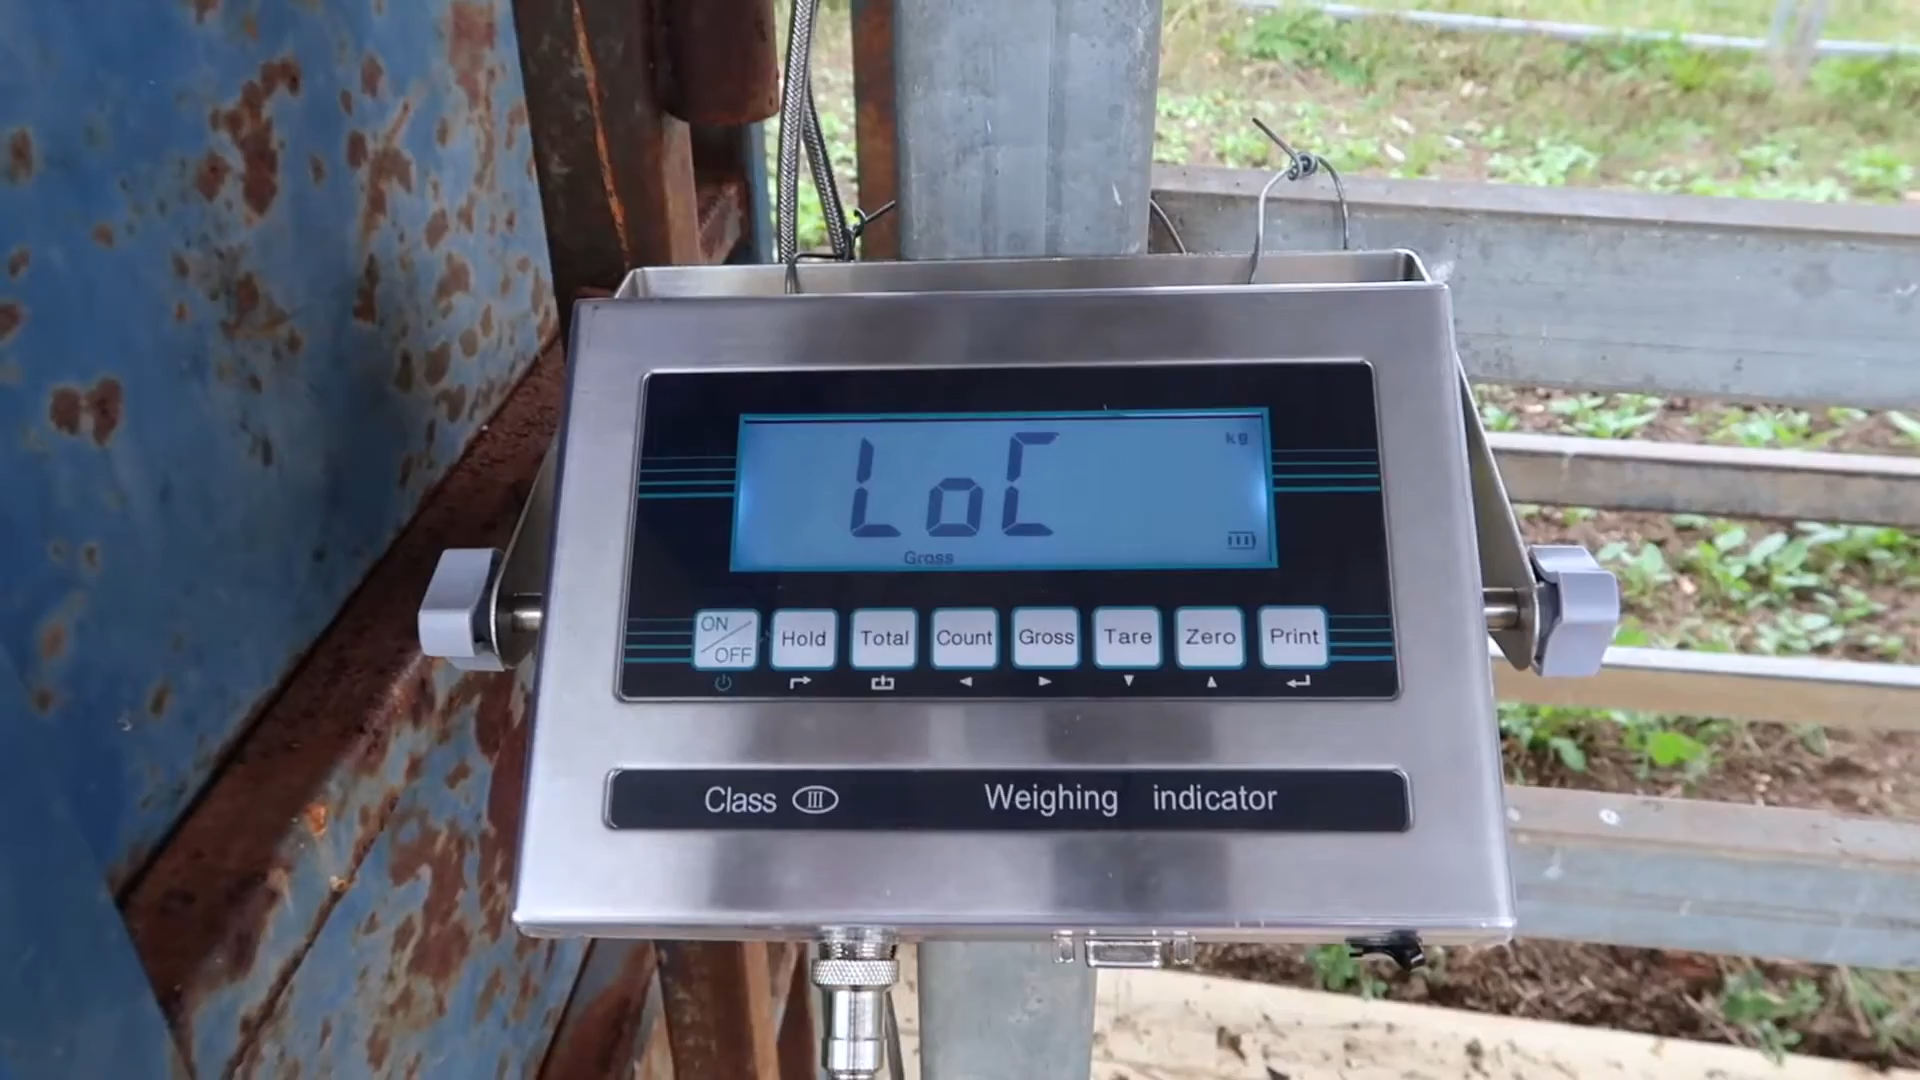 LoC
kg
Gross
ON
OFF
Hold
Total
Count
Gross
Tare
Zero
Print
Class III
Weighing indicator